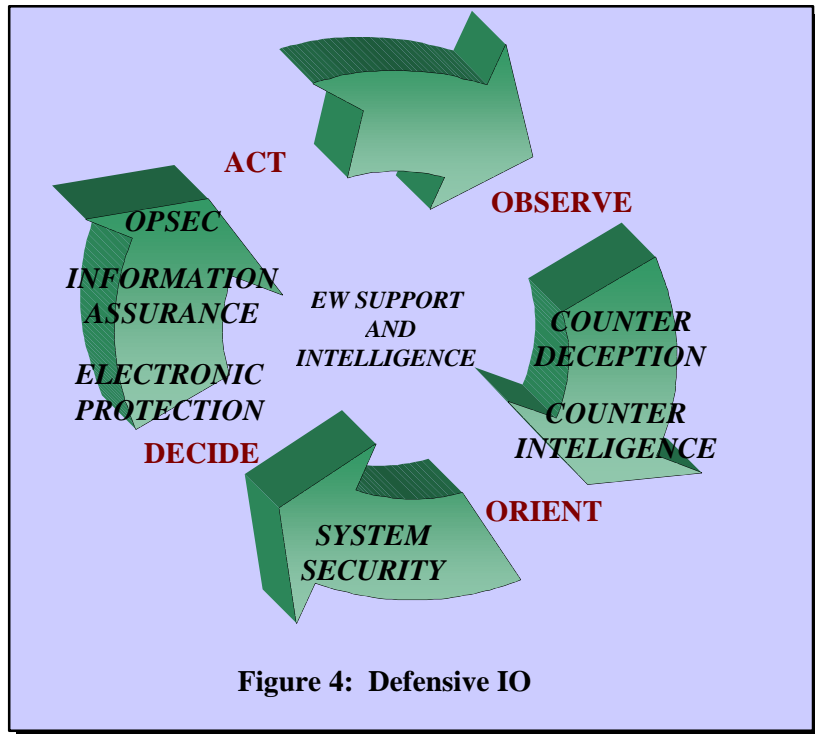 ACT
OBSERVE
OPSEC
INFORMATION
ASSURANCE
ELECTRONIC
PROTECTION
EW SUPPORT
AND
INTELLIGENCE
COUNTER
DECEPTION
COUNTER
INTELIGENCE
DECIDE
ORIENT
SYSTEM
SECURITY
Figure 4: Defensive IO